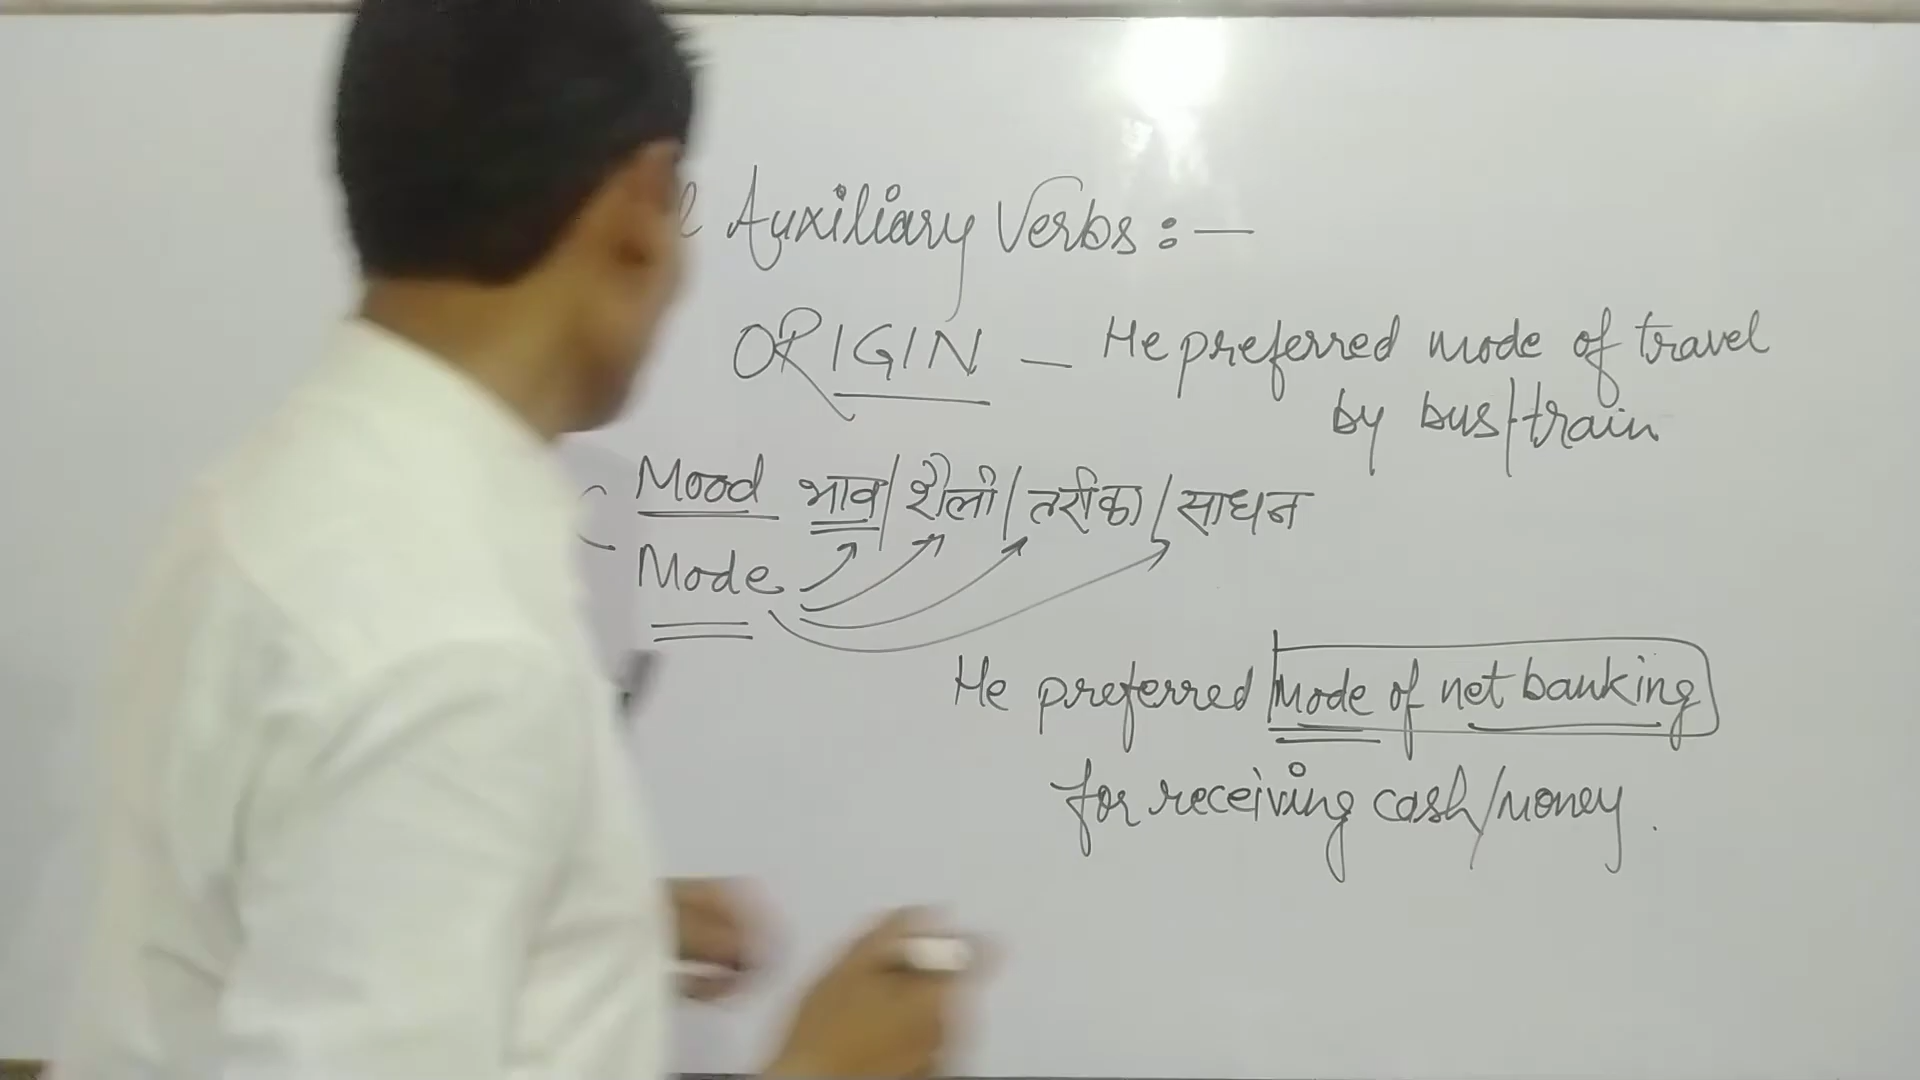 l Auxiliary Verbs :—
ORIGIN — He preferred mode of travel
by bus/train
Mood भाव/शैली/तरीका/साधन
Mode
He preferred mode of net banking
for receiving cash/money.